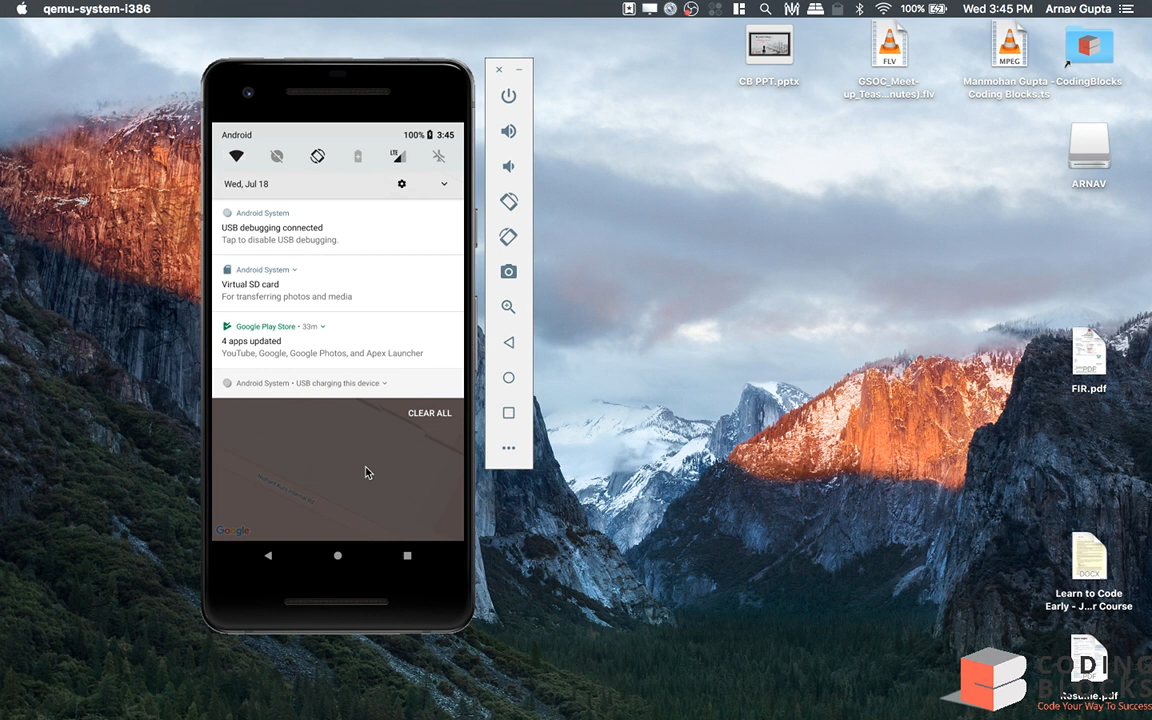 qemu-system-i386
100%
Wed 3:45 PM
Arnav Gupta
CB PPT.pptx
FLV
GSOC_Meet-
up_Teas...nutes).flv
MPEG
Manmohan Gupta -
Coding Blocks.ts
CodingBlocks
ARNAV
PDF
FIR.pdf
DOCX
Learn to Code
Early - J...r Course
Resume.pdf
CODING
BLOCKS
Code Your Way To Success
Android
100%
3:45
LTE
Wed, Jul 18
Android System
USB debugging connected
Tap to disable USB debugging.
Android System
Virtual SD card
For transferring photos and media
Google Play Store • 33m
4 apps updated
YouTube, Google, Google Photos, and Apex Launcher
Android System • USB charging this device
CLEAR ALL
Google